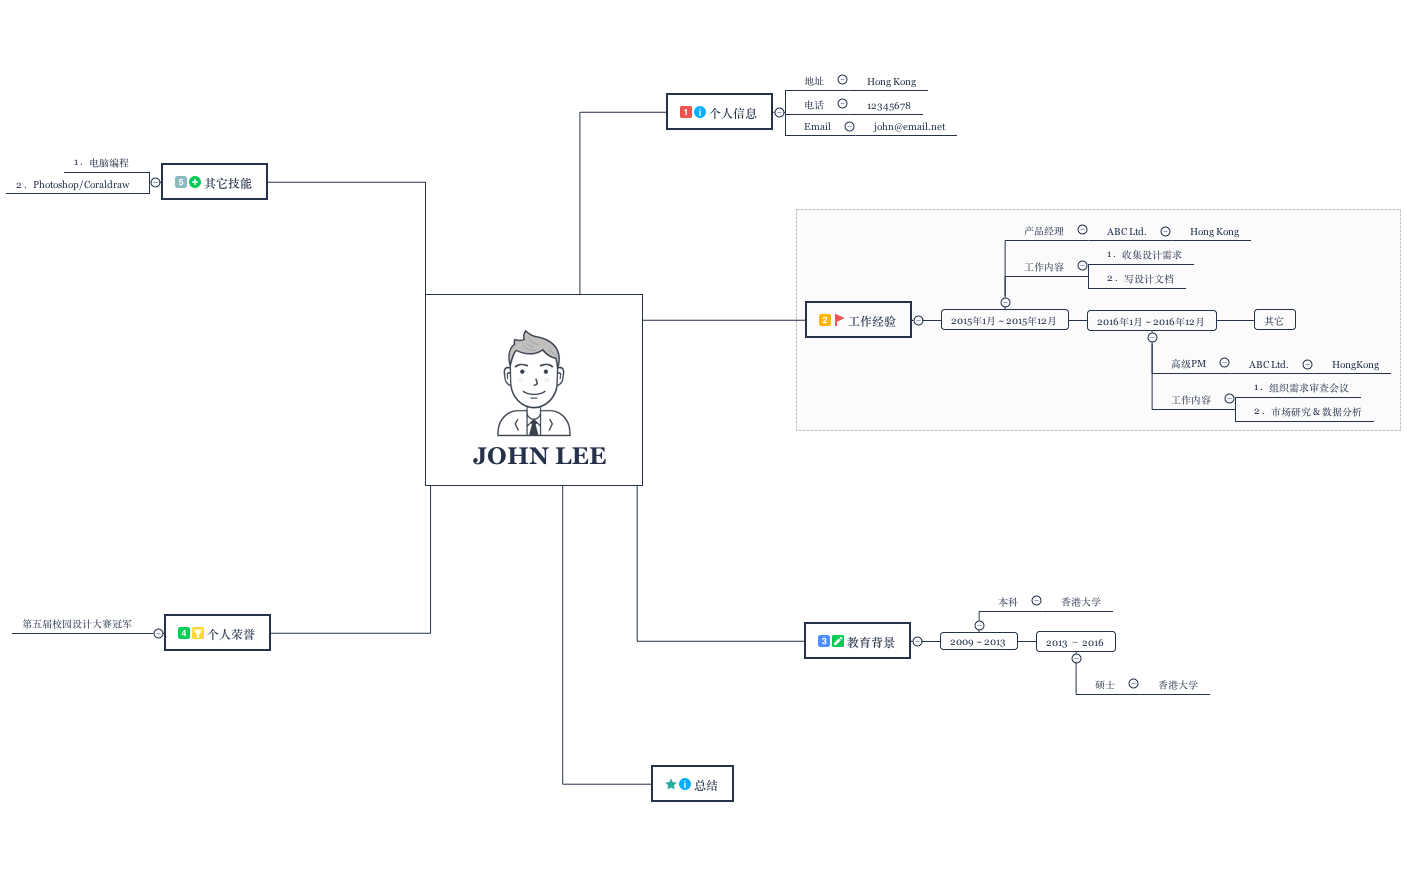 JOHN LEE
1 个人信息
地址 Hong Kong
电话 12345678
Email john@email.net
2 工作经验
2015年1月 ~ 2015年12月
产品经理 ABC Ltd. Hong Kong
工作内容
1. 收集设计需求
2. 写设计文档
2016年1月 ~ 2016年12月
高级PM ABC Ltd. HongKong
工作内容
1. 组织需求审查会议
2. 市场研究 & 数据分析
其它
3 教育背景
2009 ~ 2013
本科 香港大学
2013 ~ 2016
硕士 香港大学
4 个人荣誉
第五届校园设计大赛冠军
5 其它技能
1. 电脑编程
2. Photoshop/Coraldraw
总结